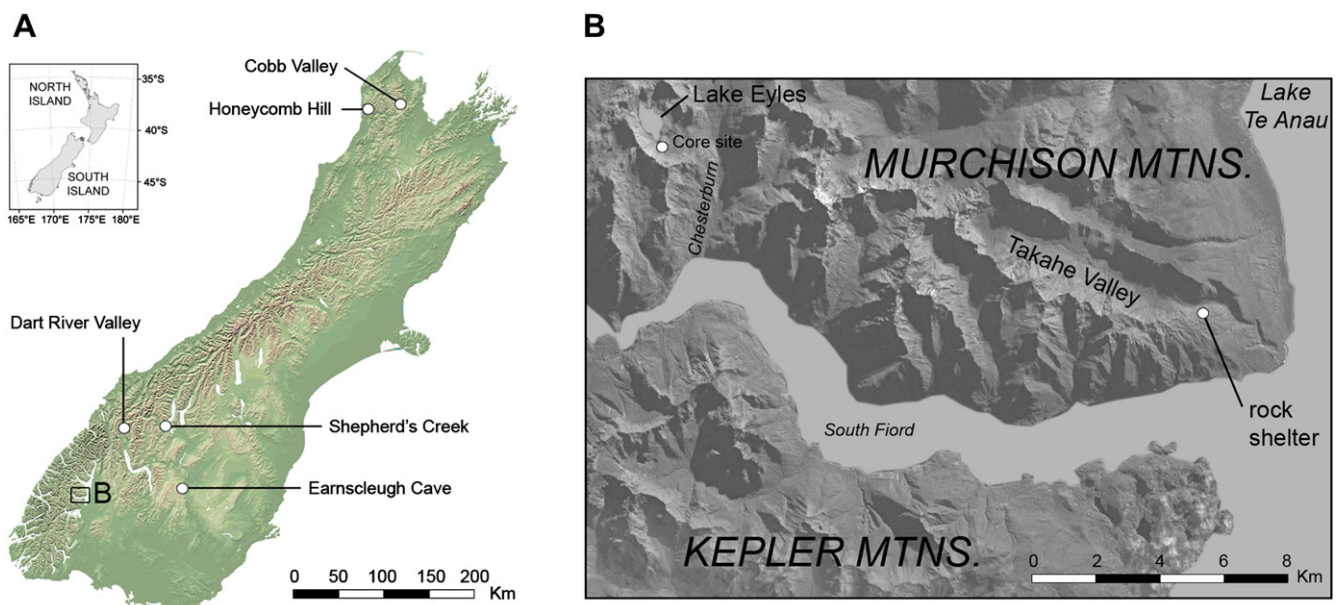 A
NORTH
ISLAND
SOUTH
ISLAND
35°S
40°S
45°S
165°E 170°E 175°E 180°E
Cobb Valley
Honeycomb Hill
Dart River Valley
Shepherd's Creek
Earnscleugh Cave
B
0 50 100 150 200
Km
B
Lake Eyles
Core site
Chesterburn
MURCHISON MTNS.
Lake
Te Anau
Takahe Valley
rock
shelter
South Fiord
KEPLER MTNS.
0 2 4 6 8
Km